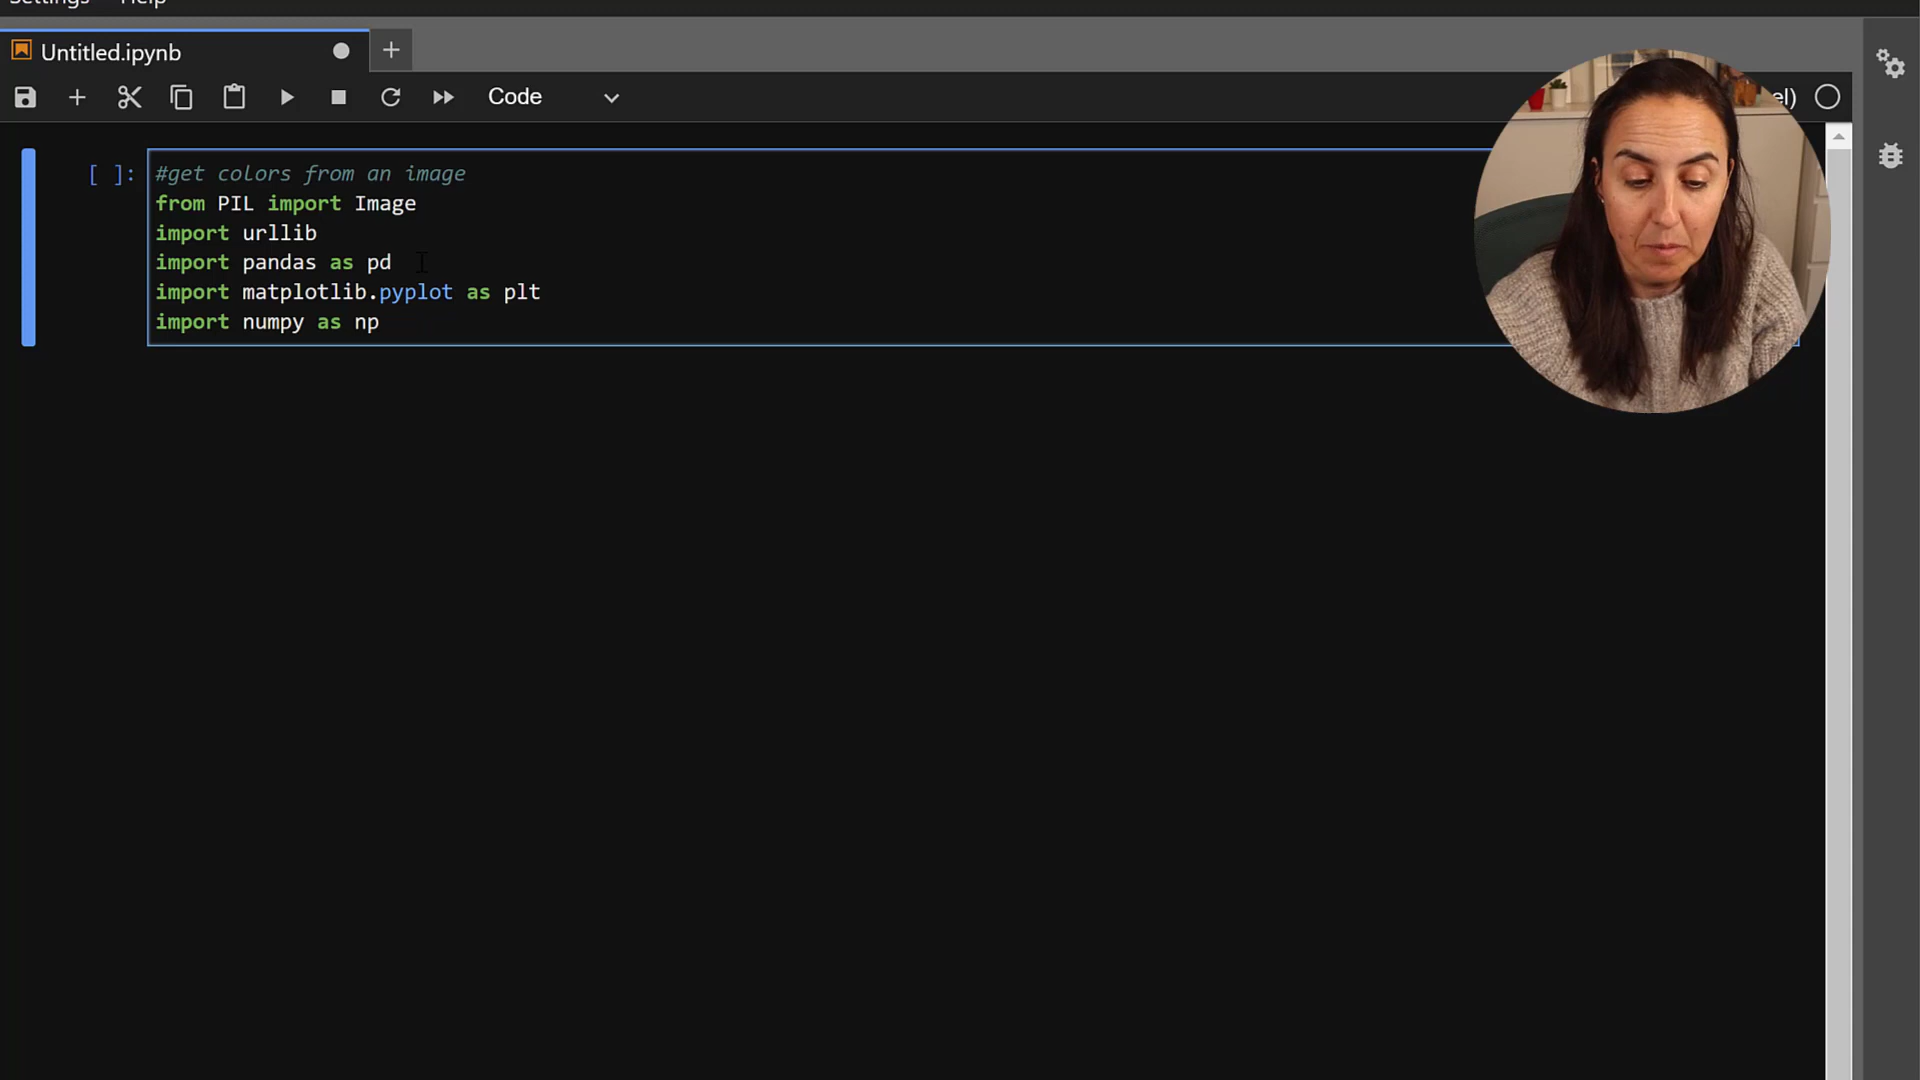 Settings Help
Untitled.ipynb
Code
el)
[ ]:
#get colors from an image
from PIL import Image
import urllib
import pandas as pd
import matplotlib.pyplot as plt
import numpy as np